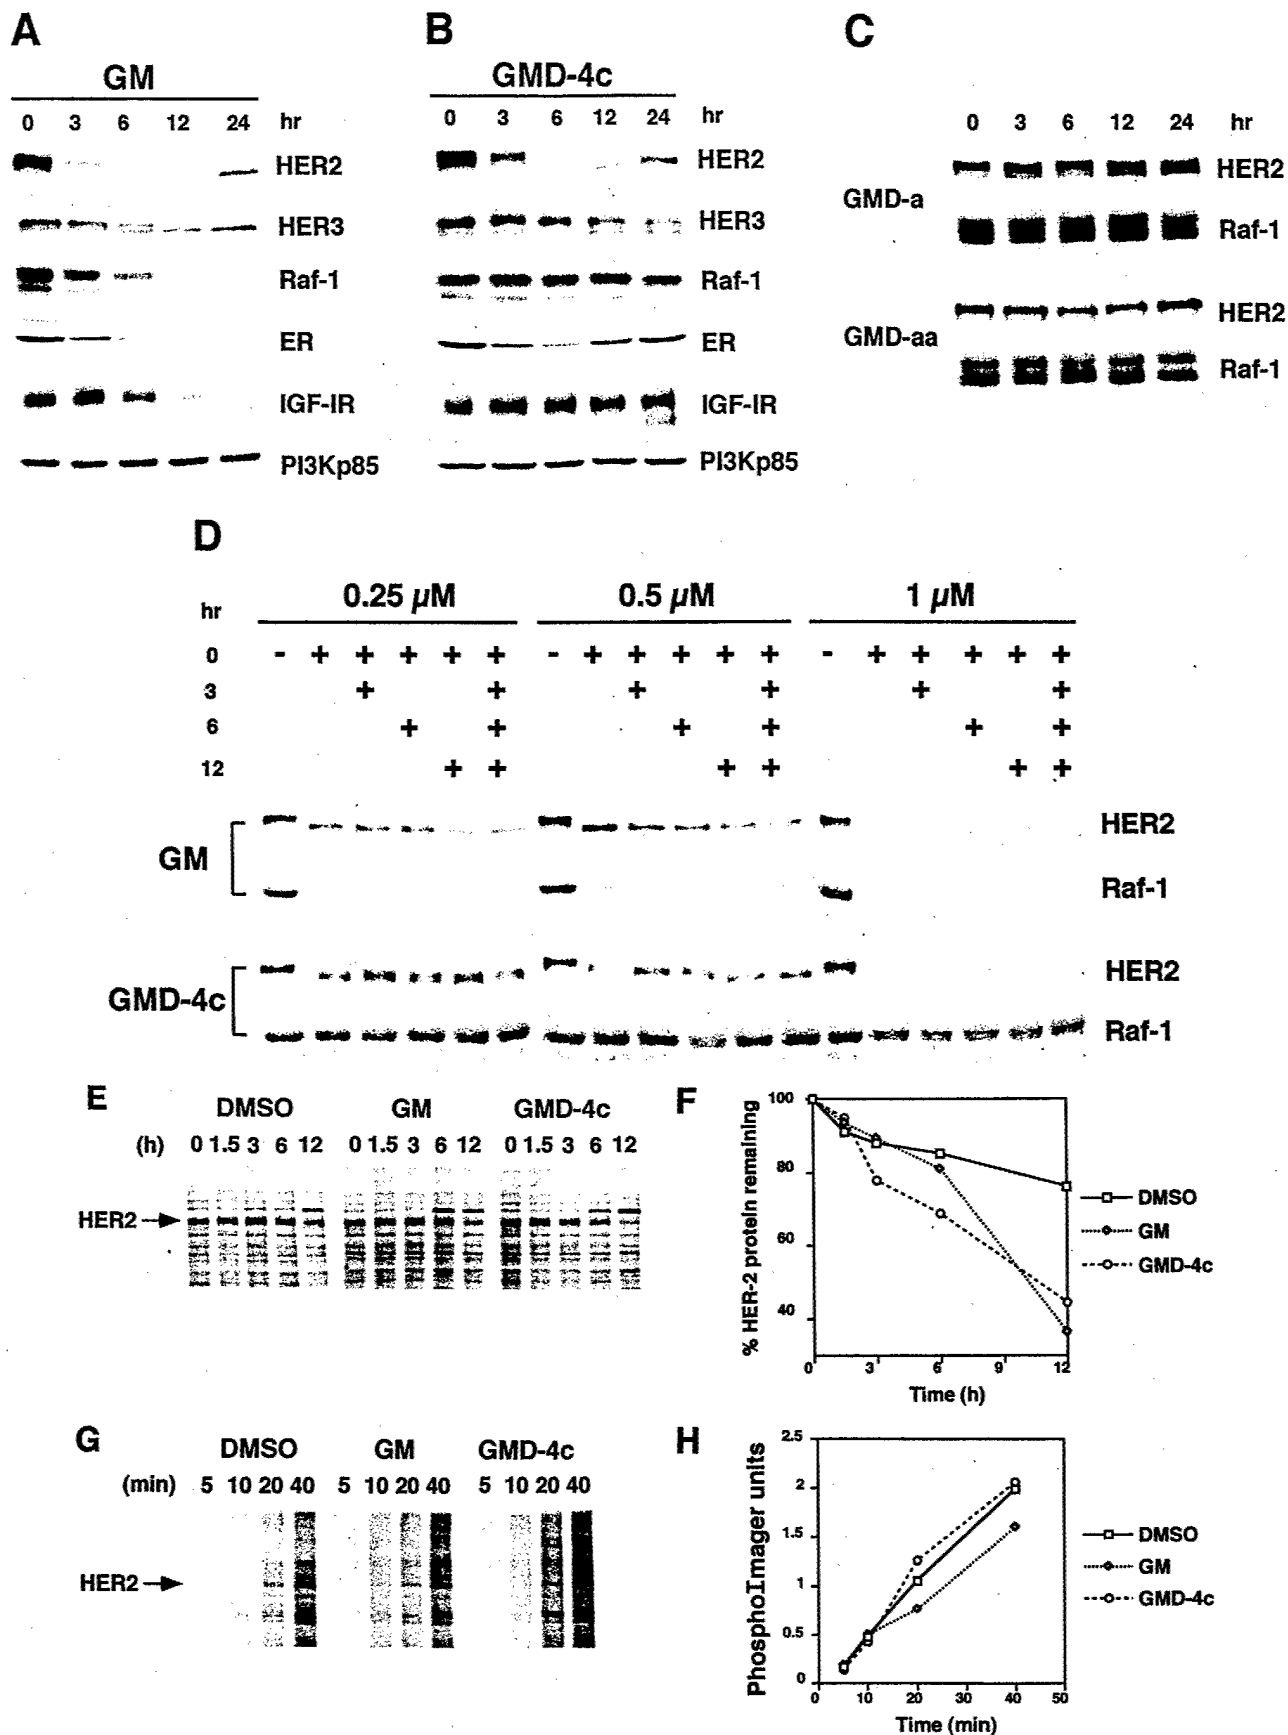 A
GM
0 3 6 12 24 hr
HER2
HER3
Raf-1
ER
IGF-IR
PI3Kp85
B
GMD-4c
0 3 6 12 24 hr
HER2
HER3
Raf-1
ER
IGF-IR
PI3Kp85
C
0 3 6 12 24 hr
GMD-a
HER2
Raf-1
GMD-aa
HER2
Raf-1
D
hr 0.25 µM 0.5 µM 1 µM
0 - + + + + + - + + + + + - + + + + +
3 + + + + + +
6 + + + + + +
12 + + + + + +
GM
HER2
Raf-1
GMD-4c
HER2
Raf-1
E
DMSO GM GMD-4c
(h) 0 1.5 3 6 12 0 1.5 3 6 12 0 1.5 3 6 12
HER2
F
% HER-2 protein remaining
100
80
60
40
0 3 6 9 12
Time (h)
DMSO
GM
GMD-4c
G
DMSO GM GMD-4c
(min) 5 10 20 40 5 10 20 40 5 10 20 40
HER2
H
PhosphoImager units
2.5
2
1.5
1
0.5
0
0 10 20 30 40 50
Time (min)
DMSO
GM
GMD-4c